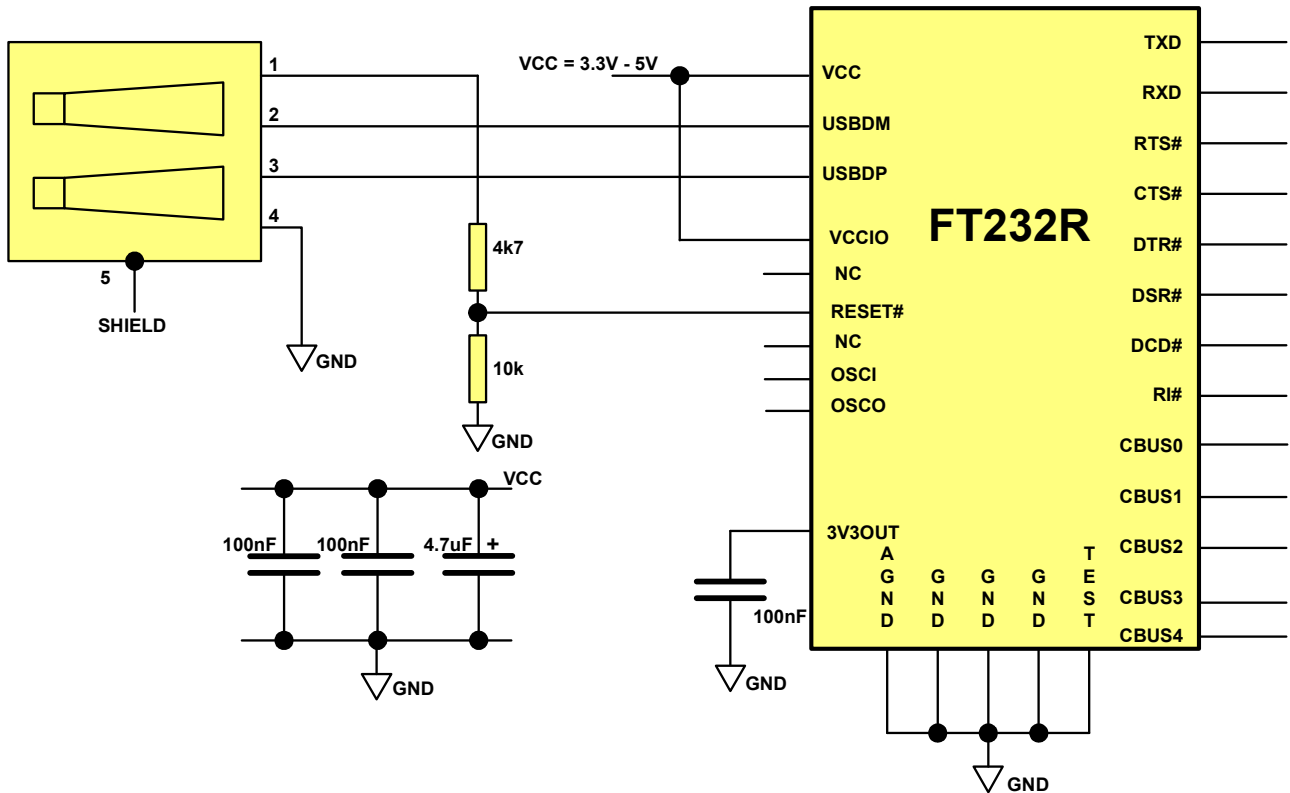 1
2
3
4
5
SHIELD
GND
4k7
10k
GND
VCC = 3.3V - 5V
VCC
100nF
100nF
4.7uF +
GND
100nF
GND
FT232R
VCC
USBDM
USBDP
VCCIO
NC
RESET#
NC
OSCI
OSCO
3V3OUT
AGND
GND
GND
GND
TEST
GND
TXD
RXD
RTS#
CTS#
DTR#
DSR#
DCD#
RI#
CBUS0
CBUS1
CBUS2
CBUS3
CBUS4